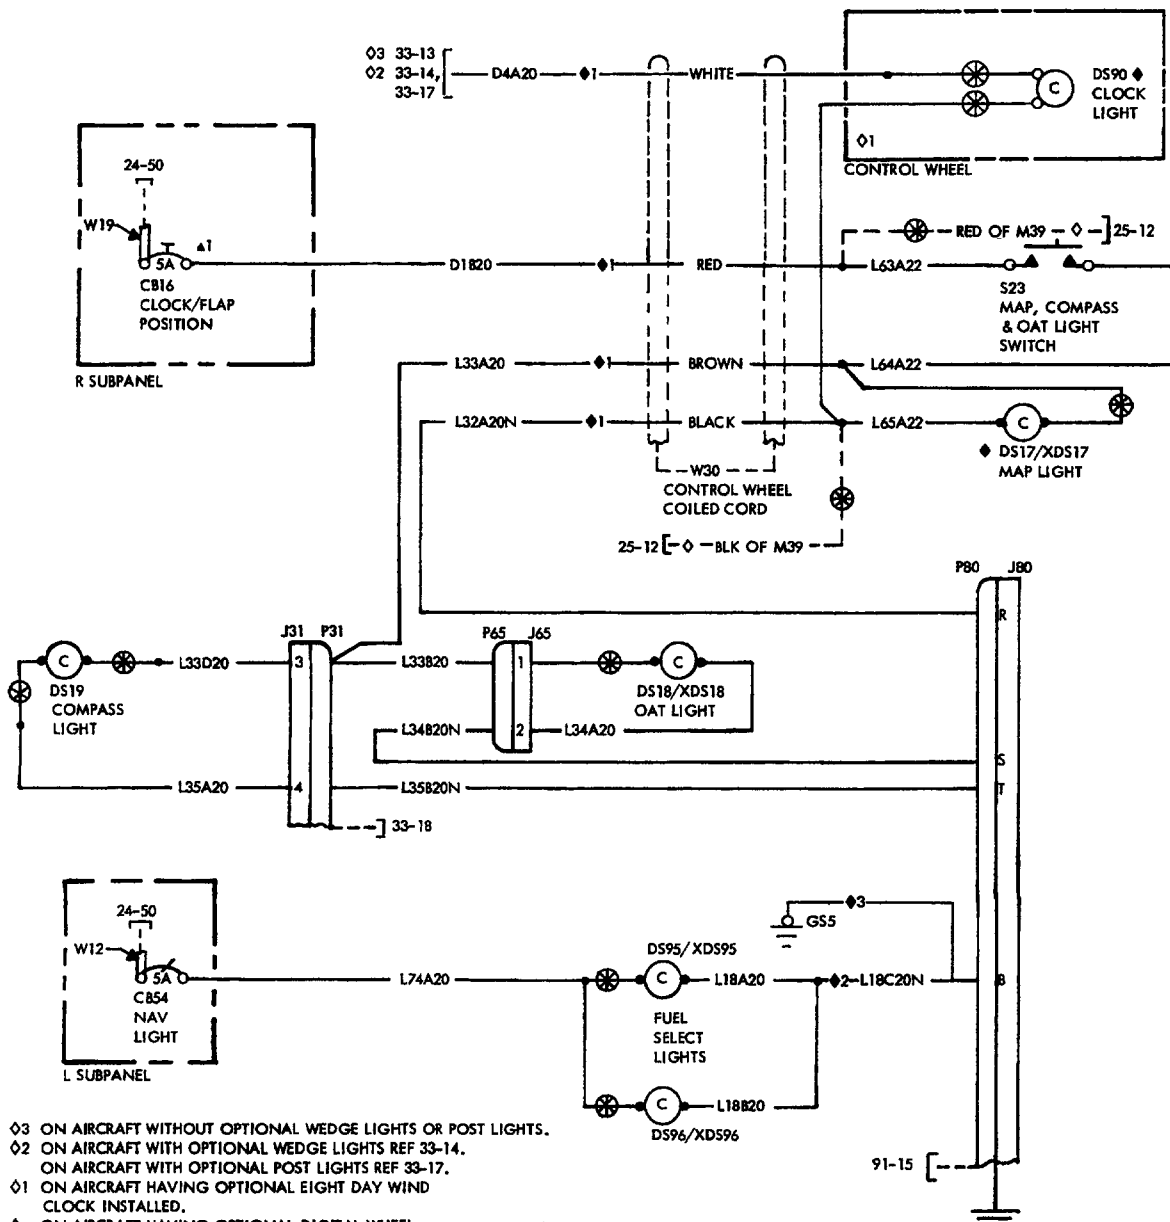 ◊3 33-13
◊2 33-14,
33-17
D4A20
♦1
WHITE
DS90 ♦
CLOCK
LIGHT
C
◊1
CONTROL WHEEL
24-50
W19
5A
▲1
CB16
CLOCK/FLAP
POSITION
R SUBPANEL
RED OF M39
◊
25-12
D1B20
♦1
RED
L63A22
S23
MAP, COMPASS
& OAT LIGHT
SWITCH
L33A20
♦1
BROWN
L64A22
L32A20N
♦1
BLACK
L65A22
C
♦ DS17/XDS17
MAP LIGHT
W30
CONTROL WHEEL
COILED CORD
25-12
◊
BLK OF M39
P80 J80
R
J31 P31
P65 J65
C
L33D20
3
L33B20
1
C
DS19
COMPASS
LIGHT
DS18/XDS18
OAT LIGHT
L34B20N
2
L34A20
S
L35A20
4
L35B20N
T
33-18
24-50
W12
5A
CB54
NAV
LIGHT
L SUBPANEL
♦3
GS5
DS95/XDS95
L74A20
C
L18A20
♦2
L18C20N
B
FUEL
SELECT
LIGHTS
C
L18B20
DS96/XDS96
91-15
◊3 ON AIRCRAFT WITHOUT OPTIONAL WEDGE LIGHTS OR POST LIGHTS.
◊2 ON AIRCRAFT WITH OPTIONAL WEDGE LIGHTS REF 33-14.
ON AIRCRAFT WITH OPTIONAL POST LIGHTS REF 33-17.
◊1 ON AIRCRAFT HAVING OPTIONAL EIGHT DAY WIND
CLOCK INSTALLED.
◊ ON AIRCRAFT HAVING OPTIONAL DIGITAL WHEEL